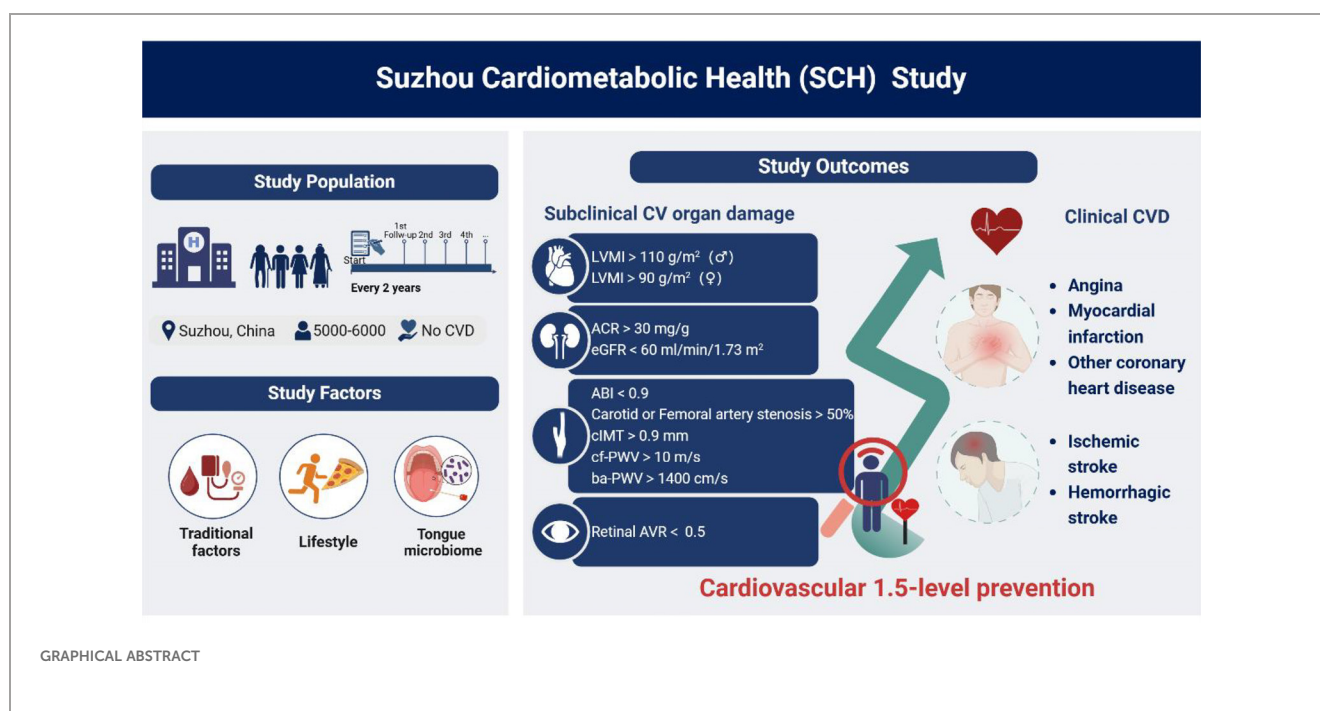 Suzhou Cardiometabolic Health (SCH) Study
Study Population
H
1st
Follw-up 2nd 3rd 4th ...
Start
Every 2 years
Suzhou, China 5000-6000 No CVD
Study Factors
Traditional
factors
Lifestyle
Tongue
microbiome
Study Outcomes
Subclinical CV organ damage
LVMI > 110 g/m² (♂)
LVMI > 90 g/m² (♀)
ACR > 30 mg/g
eGFR < 60 ml/min/1.73 m²
ABI < 0.9
Carotid or Femoral artery stenosis > 50%
cIMT > 0.9 mm
cf-PWV > 10 m/s
ba-PWV > 1400 cm/s
Retinal AVR < 0.5
Clinical CVD
• Angina
• Myocardial
infarction
• Other coronary
heart disease
• Ischemic
stroke
• Hemorrhagic
stroke
Cardiovascular 1.5-level prevention
GRAPHICAL ABSTRACT